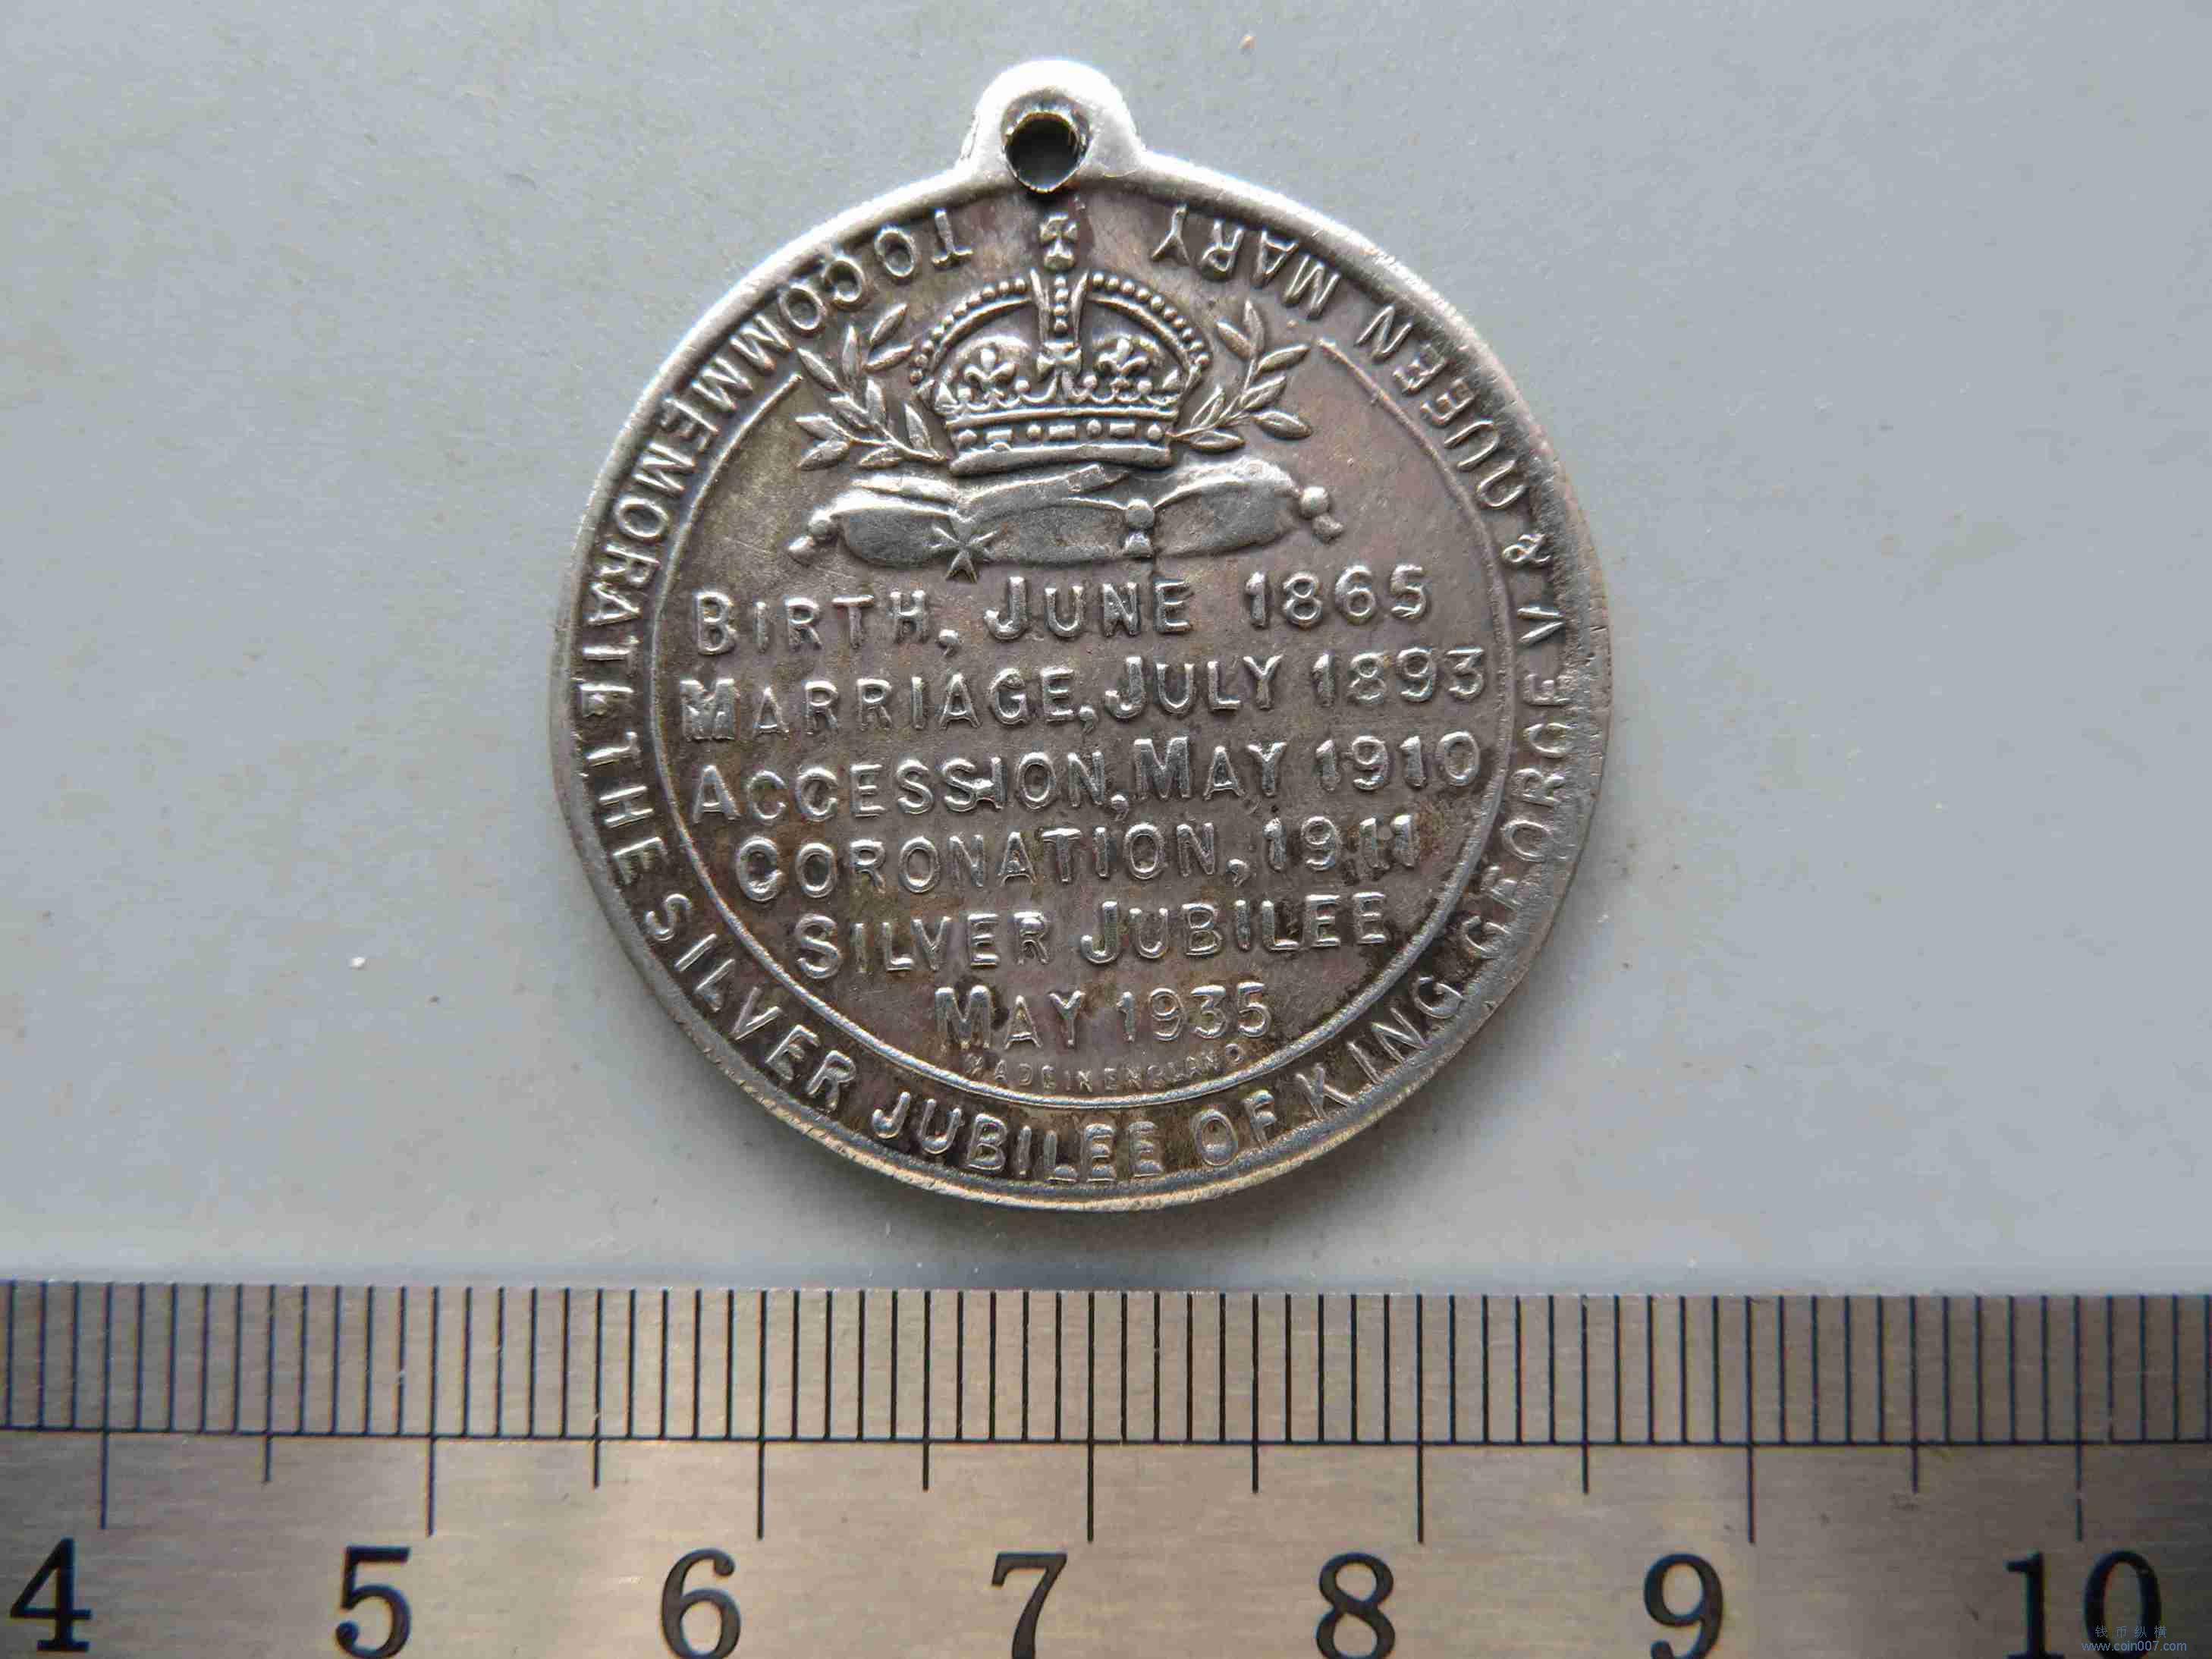 TO COMMEMORATE THE SILVER JUBILEE OF KING GEORGE V. & QUEEN MARY
BIRTH, JUNE 1865
MARRIAGE, JULY 1893
ACCESSION, MAY 1910
CORONATION, 1911
SILVER JUBILEE
MAY 1935
MADE IN ENGLAND
4 5 6 7 8 9 10
钱币纵横
www.coin007.com